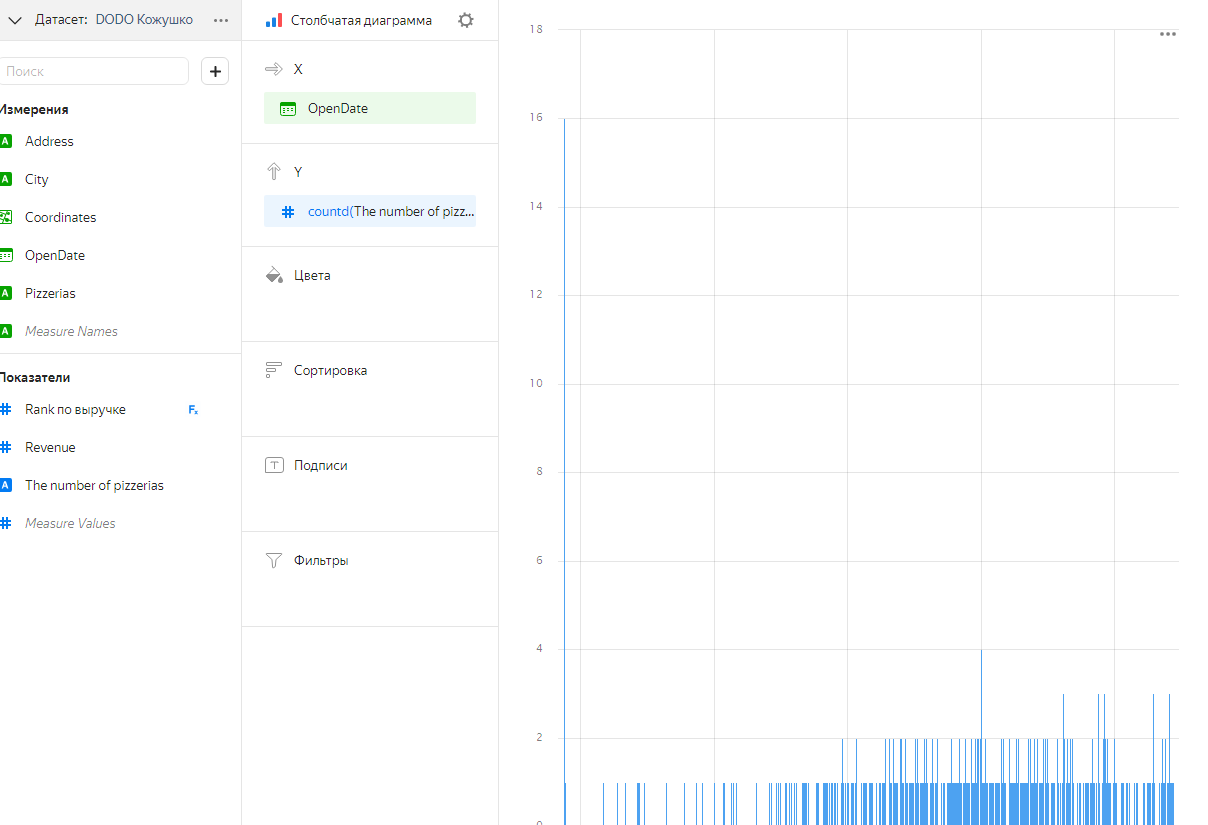 Датасет: DODO Кожушко
Поиск
Измерения
Address
City
Coordinates
OpenDate
Pizzerias
Measure Names
Показатели
Rank по выручке
Revenue
The number of pizzerias
Measure Values
Столбчатая диаграмма
X
OpenDate
Y
countd(The number of pizz...
Цвета
Сортировка
Подписи
Фильтры
18
16
14
12
10
8
6
4
2
0